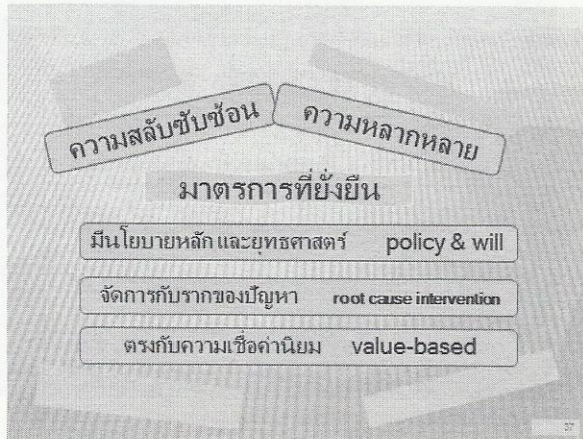 ความสลับซับซ้อน
ความหลากหลาย
มาตรการที่ยั่งยืน
มีนโยบายหลัก และยุทธศาสตร์ policy & will
จัดการกับรากของปัญหา root cause intervention
ตรงกับความเชื่อค่านิยม value-based
37